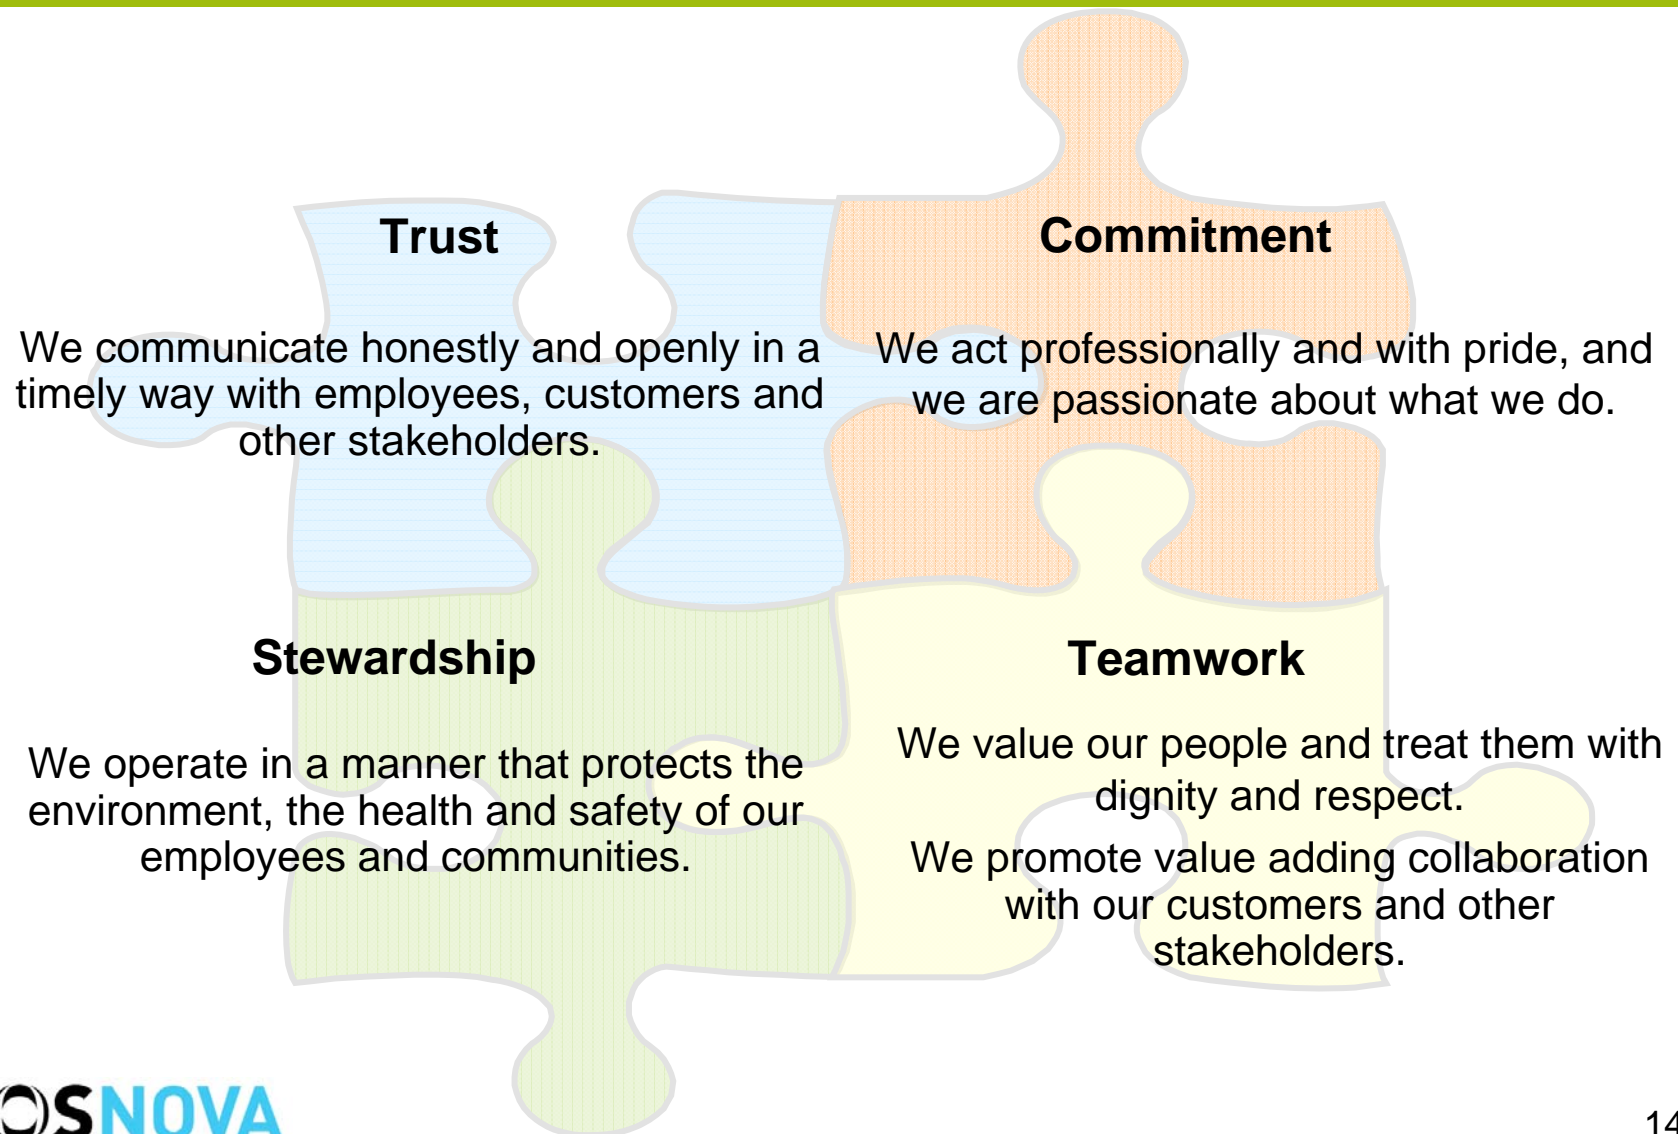 Trust
We communicate honestly and openly in a
timely way with employees, customers and
other stakeholders.
Commitment
We act professionally and with pride, and
we are passionate about what we do.
Stewardship
We operate in a manner that protects the
environment, the health and safety of our
employees and communities.
Teamwork
We value our people and treat them with
dignity and respect.
We promote value adding collaboration
with our customers and other
stakeholders.
OSNOVA
14